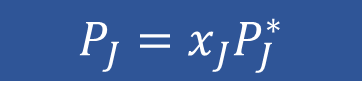 P_J = x_J P_J^*